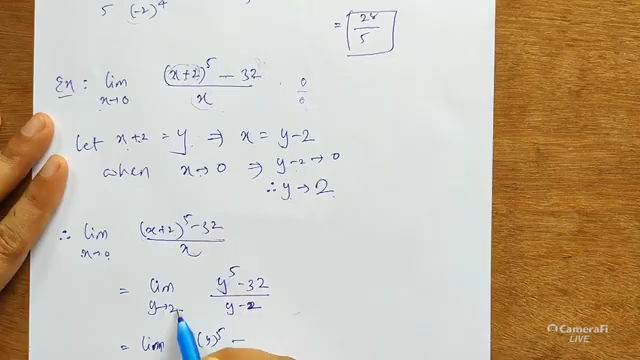 5 (-2)^4
= 28/5
Ex: lim x→0 ((x+2)^5 - 32)/x . 0/0
let x+2 = y ⇒ x = y-2
when x→0 ⇒ y-2→0
∴ y→2
∴ lim x→0 ((x+2)^5 - 32)/x
= lim y→2 (y^5 - 32)/(y-2)
= lim (y)^5 -
CameraFi
LIVE